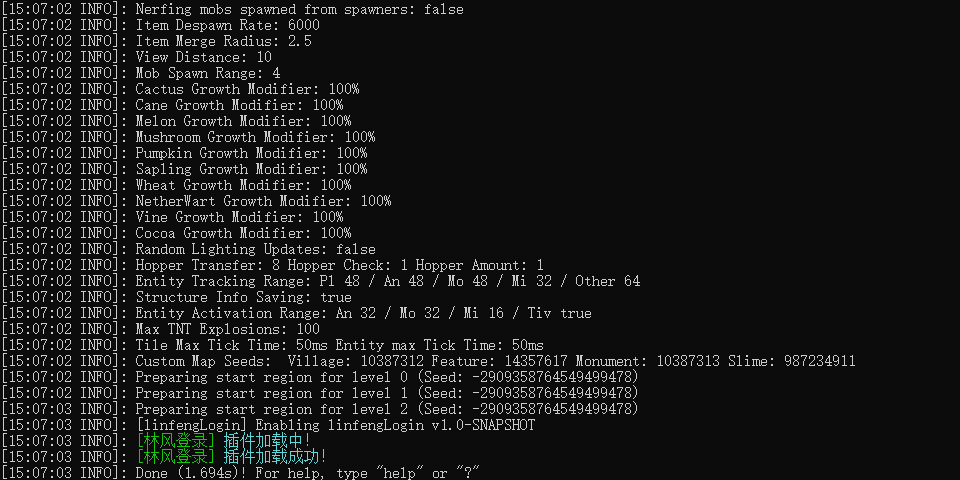 [15:07:02 INFO]: Nerfing mobs spawned from spawners: false
[15:07:02 INFO]: Item Despawn Rate: 6000
[15:07:02 INFO]: Item Merge Radius: 2.5
[15:07:02 INFO]: View Distance: 10
[15:07:02 INFO]: Mob Spawn Range: 4
[15:07:02 INFO]: Cactus Growth Modifier: 100%
[15:07:02 INFO]: Cane Growth Modifier: 100%
[15:07:02 INFO]: Melon Growth Modifier: 100%
[15:07:02 INFO]: Mushroom Growth Modifier: 100%
[15:07:02 INFO]: Pumpkin Growth Modifier: 100%
[15:07:02 INFO]: Sapling Growth Modifier: 100%
[15:07:02 INFO]: Wheat Growth Modifier: 100%
[15:07:02 INFO]: NetherWart Growth Modifier: 100%
[15:07:02 INFO]: Vine Growth Modifier: 100%
[15:07:02 INFO]: Cocoa Growth Modifier: 100%
[15:07:02 INFO]: Random Lighting Updates: false
[15:07:02 INFO]: Hopper Transfer: 8 Hopper Check: 1 Hopper Amount: 1
[15:07:02 INFO]: Entity Tracking Range: Pl 48 / An 48 / Mo 48 / Mi 32 / Other 64
[15:07:02 INFO]: Structure Info Saving: true
[15:07:02 INFO]: Entity Activation Range: An 32 / Mo 32 / Mi 16 / Tiv true
[15:07:02 INFO]: Max TNT Explosions: 100
[15:07:02 INFO]: Tile Max Tick Time: 50ms Entity max Tick Time: 50ms
[15:07:02 INFO]: Custom Map Seeds:  Village: 10387312 Feature: 14357617 Monument: 10387313 Slime: 987234911
[15:07:02 INFO]: Preparing start region for level 0 (Seed: -2909358764549499478)
[15:07:03 INFO]: Preparing start region for level 1 (Seed: -2909358764549499478)
[15:07:03 INFO]: Preparing start region for level 2 (Seed: -2909358764549499478)
[15:07:03 INFO]: [linfengLogin] Enabling linfengLogin v1.0-SNAPSHOT
[15:07:03 INFO]: [林风登录] 插件加载中!
[15:07:03 INFO]: [林风登录] 插件加载成功!
[15:07:03 INFO]: Done (1.694s)! For help, type "help" or "?"